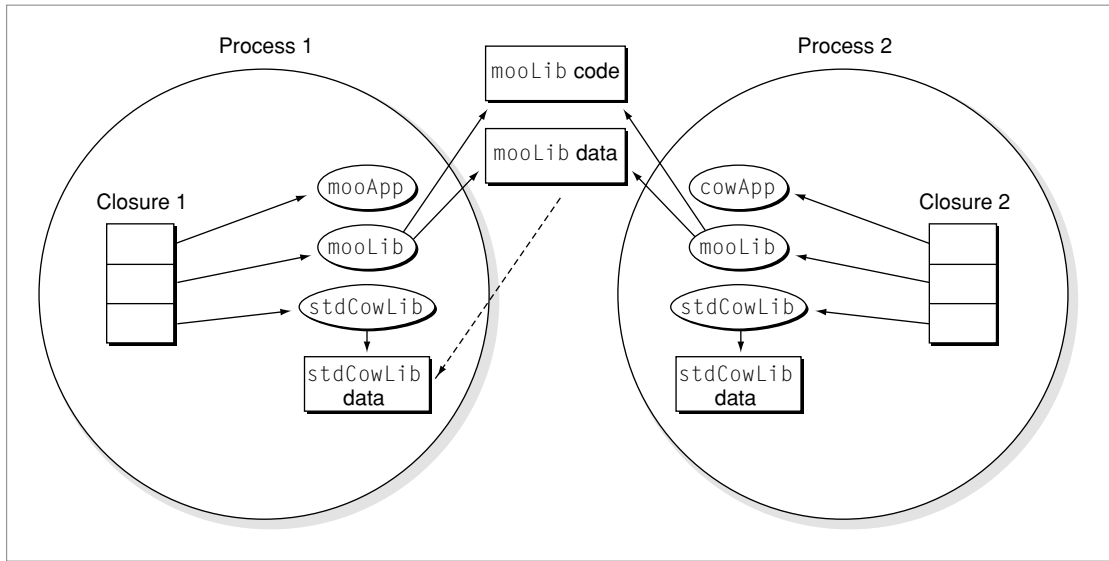 Process 1
Process 2
mooLib code
mooLib data
mooApp
cowApp
Closure 1
Closure 2
mooLib
mooLib
stdCowLib
stdCowLib
stdCowLib
data
stdCowLib
data